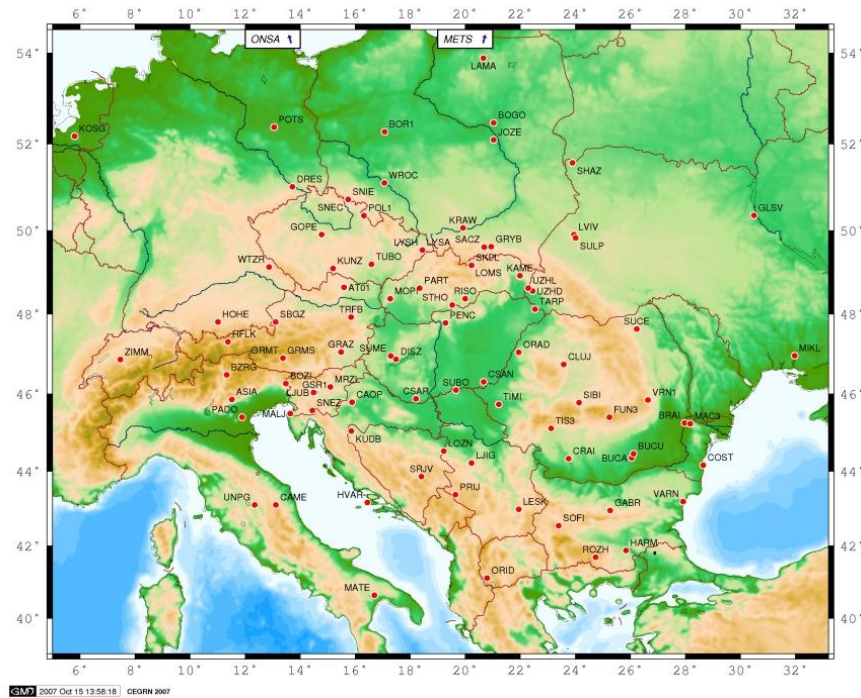 6° 8° 10° 12° 14° 16° 18° 20° 22° 24° 26° 28° 30° 32°
ONSA METS
54° 54°
LAMA
KOSG POTS BOR1 BOGO
52° JOZE 52°
SHAZ
DRES WROC
SNIE
SNEC POL1
GLSV
50° KRAW 50°
GOPE LVIV
LYSH LYSA SACZ GRYB SULP
WTZR KUNZ TUBO SKPL
LOMS KAME
AT01 MOPI PART UZHL
STHO RISO UZHD
48° TARP 48°
HOHE SBGZ TRFB PENC SUCE
RFLK
ZIMM GRMT GRMS GRAZ SUME DISZ ORAD MIKL
CLUJ
BZRG BOZI MRZL CSAN
GSR1
46° ASIA LJUB CAOP CSAR SUBO SIBI VRN1 46°
PADO MALJ SNEZ TIMI FUN3 BRAI MAC3
KUDB TIS3
LOZN BUCU
44° LJIG CRAI BUCA COST 44°
SRJV
UNPG CAME HVAR PRIJ LESK GABR VARN
SOFI
42° HARM 42°
ROZH
ORID
MATE
40° 40°
6° 8° 10° 12° 14° 16° 18° 20° 22° 24° 26° 28° 30° 32°
GMD 2007 Oct 15 13:58:18 CEGRN 2007